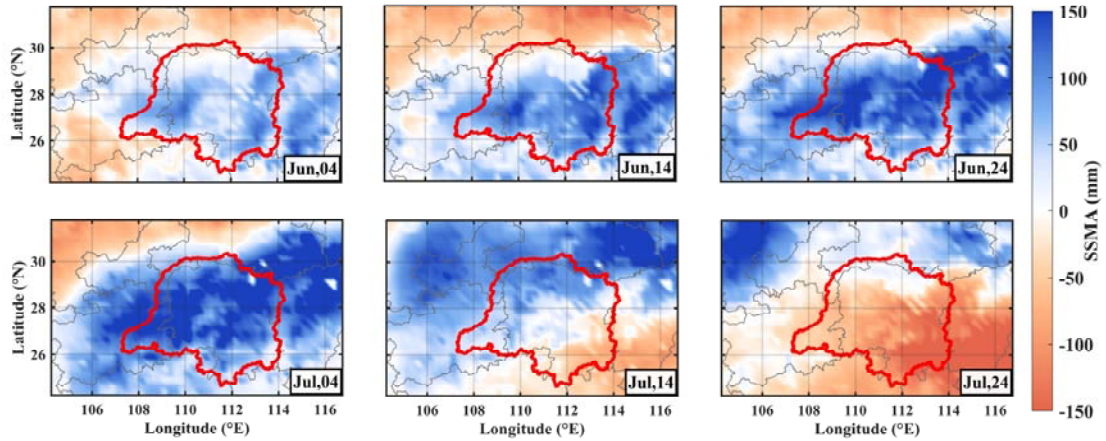 30
28
26
Latitude (°N)
Jun,04
Jun,14
Jun,24
30
28
26
Latitude (°N)
Jul,04
Jul,14
Jul,24
106 108 110 112 114 116
106 108 110 112 114 116
106 108 110 112 114 116
Longitude (°E)
Longitude (°E)
Longitude (°E)
150
100
50
0
-50
-100
-150
SSMA (mm)